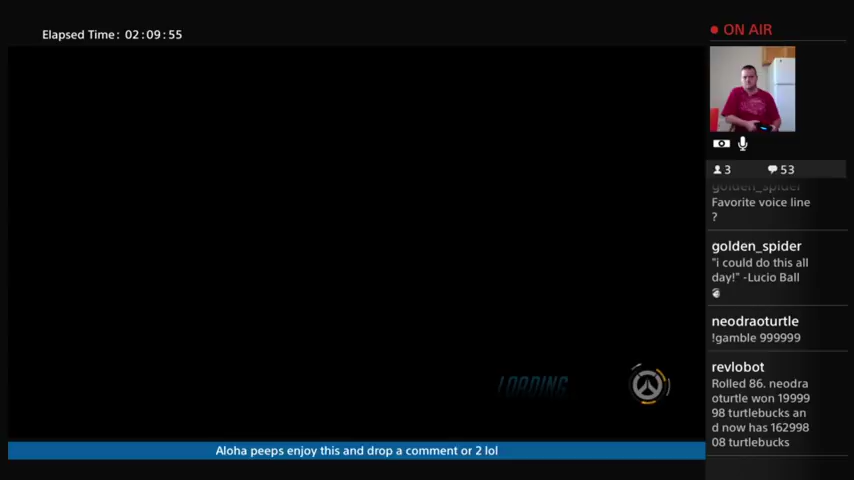 Elapsed Time: 02:09:55
ON AIR
3
53
golden_spider
Favorite voice line
?
golden_spider
"i could do this all
day!" -Lucio Ball
neodraoturtle
!gamble 999999
revlobot
Rolled 86. neodra
oturtle won 19999
98 turtlebucks an
d now has 162998
08 turtlebucks
LOADING
Aloha peeps enjoy this and drop a comment or 2 lol